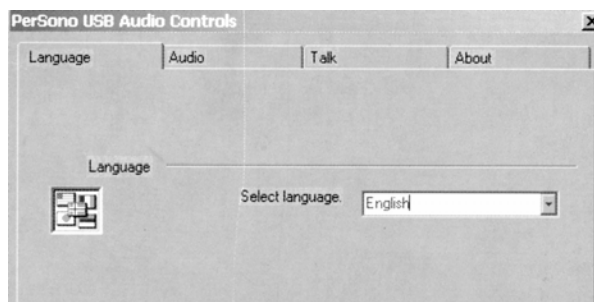 PerSono USB Audio Controls
Language Audio Talk About
Language
Select language. English